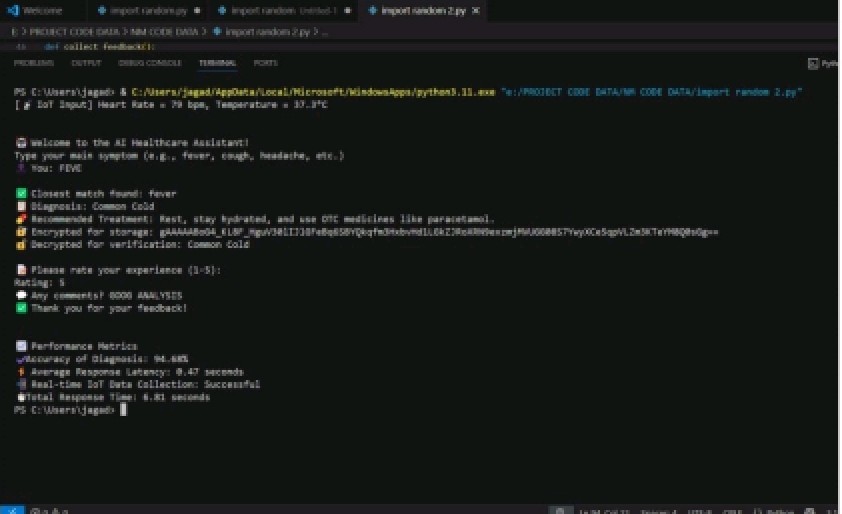 Welcome import random.py import random Untitled-1 import random 2.py
E: > PROJECT CODE DATA > NM CODE DATA > import random 2.py > ...
46 def collect_feedback():
PROBLEMS OUTPUT DEBUG CONSOLE TERMINAL PORTS
PS C:\Users\jagad> & C:/Users/jagad/AppData/Local/Microsoft/WindowsApps/python3.11.exe "e:/PROJECT CODE DATA/NM CODE DATA/import random 2.py"
[ IoT Input] Heart Rate = 79 bpm, Temperature = 37.3°C
Welcome to the AI Healthcare Assistant!
Type your main symptom (e.g., fever, cough, headache, etc.)
You: FEVE
Closest match found: fever
Diagnosis: Common Cold
Recommended Treatment: Rest, stay hydrated, and use OTC medicines like paracetamol.
Encrypted for storage:
Decrypted for verification: Common Cold
Please rate your experience (1-5):
Rating: 5
Any comments? GOOG ANALYSIS
Thank you for your feedback!
Performance Metrics
Accuracy of Diagnosis: 94.68%
Average Response Latency: 0.47 seconds
Real-time IoT Data Collection: Successful
Total Response Time: 6.81 seconds
PS C:\Users\jagad>